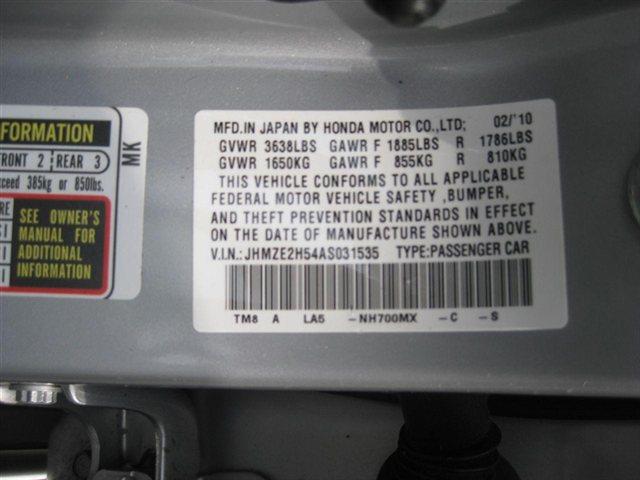 FORMATION
FRONT 2 REAR 3
ceed 385kg or 850lbs.
RE
SI
I
I
SEE OWNER'S
MANUAL FOR
ADDITIONAL
INFORMATION
MK
MFD.IN JAPAN BY HONDA MOTOR CO.,LTD; 02/'10
GVWR 3638LBS GAWR F 1885LBS R 1786LBS
GVWR 1650KG GAWR F 855KG R 810KG
THIS VEHICLE CONFORMS TO ALL APPLICABLE
FEDERAL MOTOR VEHICLE SAFETY ,BUMPER,
AND THEFT PREVENTION STANDARDS IN EFFECT
ON THE DATE OF MANUFACTURE SHOWN ABOVE.
V.I.N.: JHMZE2H54AS031535 TYPE:PASSENGER CAR
TM8 A LA5 -NH700MX -C -S